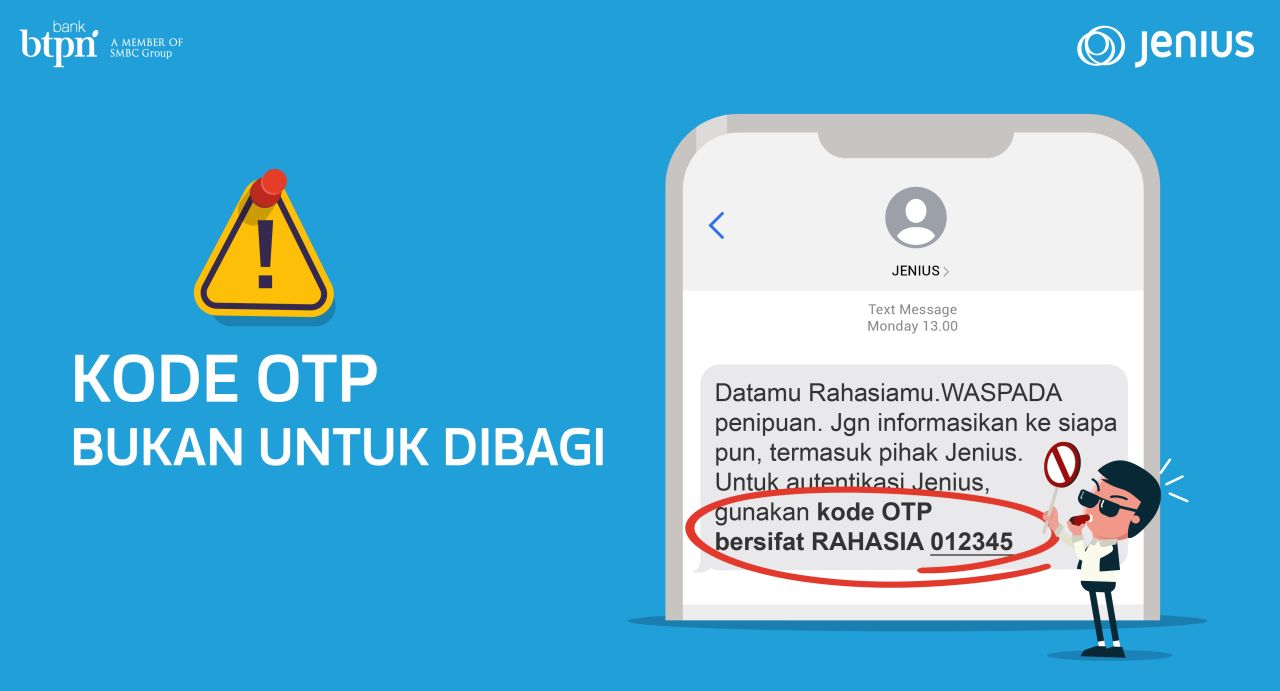 bank
btpn
A MEMBER OF
SMBC Group
Jenius
KODE OTP
BUKAN UNTUK DIBAGI
JENIUS
Text Message
Monday 13.00
Datamu Rahasiamu.WASPADA
penipuan. Jgn informasikan ke siapa
pun, termasuk pihak Jenius.
Untuk autentikasi Jenius,
gunakan kode OTP
bersifat RAHASIA 012345